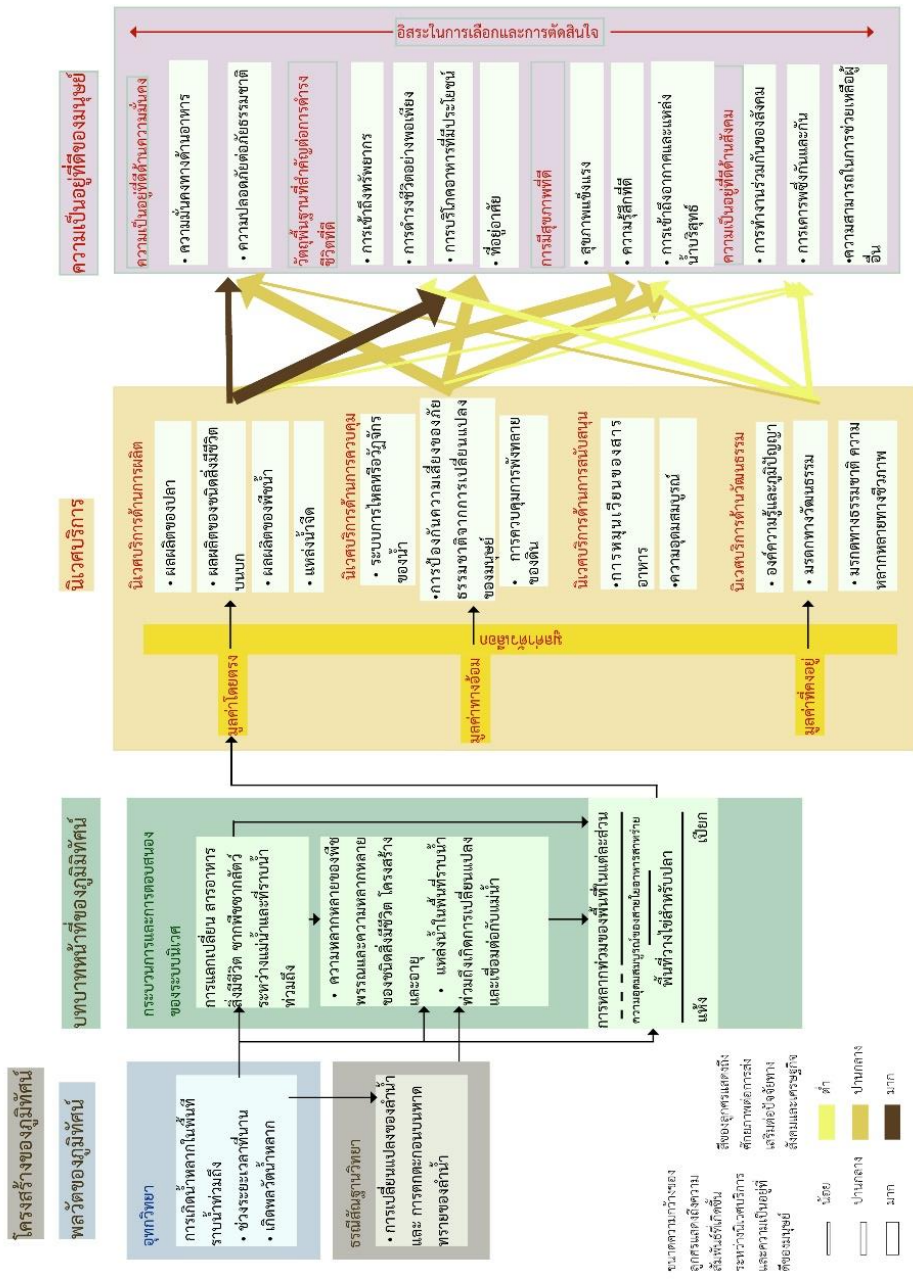 โครงสร้างของภูมิทัศน์
พลวัตของภูมิทัศน์
อุทกวิทยา
การเกิดน้ำหลากในพื้นที่
ราบน้ำท่วมถึง
• ช่วงระยะเวลาที่นาน
• เกิดพลวัตน้ำหลาก
ธรณีสัณฐานวิทยา
• การเปลี่ยนแปลงของลำน้ำ
และ การตกตะกอนบนหาด
ทรายของลำน้ำ
บทบาทหน้าที่ของภูมิทัศน์
กระบวนการและการตอบสนอง
ของระบบนิเวศ
การแลกเปลี่ยน สารอาหาร
สิ่งมีชีวิต ซากพืชซากสัตว์
ระหว่างแม่น้ำและที่ราบน้ำ
ท่วมถึง
• ความหลากหลายของพืช
พรรณและความหลากหลาย
ของชนิดสิ่งมีชีวิต โครงสร้าง
และอายุ
• แหล่งน้ำในพื้นที่ราบน้ำ
ท่วมถึงเกิดการเปลี่ยนแปลง
และเชื่อมต่อกับแม่น้ำ
การหลากท่วมของพื้นที่ในแต่ละส่วน
ความอุดมสมบูรณ์ของสายใยอาหารสาหร่าย
พื้นที่วางไข่สำหรับปลา
แห้ง
เปียก
นิเวศบริการ
มูลค่าตัวเลือก
มูลค่าโดยตรง
มูลค่าทางอ้อม
มูลค่าที่คงอยู่
นิเวศบริการด้านการผลิต
• ผลผลิตของปลา
• ผลผลิตของชนิดสิ่งมีชีวิต
บนบก
• ผลผลิตของพืชน้ำ
• แหล่งน้ำจืด
นิเวศบริการด้านการควบคุม
• ระบบการไหลหรือวัฏจักร
ของน้ำ
•การป้องกันความเสี่ยงของภัย
ธรรมชาติจากการเปลี่ยนแปลง
ของมนุษย์
• การควบคุมการพังทลาย
ของดิน
นิเวศบริการด้านการสนับสนุน
•การหมุนเวียนของสาร
อาหาร
•ความอุดมสมบูรณ์
นิเวศบริการด้านวัฒนธรรม
• องค์ความรู้และภูมิปัญญา
• มรดกทางวัฒนธรรม
• มรดกทางธรรมชาติ ความ
หลากหลายทางชีวภาพ
ความเป็นอยู่ที่ดีของมนุษย์
ความเป็นอยู่ที่ดีด้านความมั่นคง
• ความมั่นคงทางด้านอาหาร
• ความปลอดภัยต่อภัยธรรมชาติ
วัตถุพื้นฐานที่สำคัญต่อการดำรง
ชีวิตที่ดี
• การเข้าถึงทรัพยากร
• การดำรงชีวิตอย่างพอเพียง
• การบริโภคอาหารที่มีประโยชน์
• ที่อยู่อาศัย
การมีสุขภาพที่ดี
• สุขภาพแข็งแรง
• ความรู้สึกที่ดี
• การเข้าถึงอากาศและแหล่ง
น้ำบริสุทธ์
ความเป็นอยู่ที่ดีด้านสังคม
• การทำงานร่วมกันของสังคม
• การเคารพซึ่งกันและกัน
•ความสามารถในการช่วยเหลือผู้
อื่น
อิสระในการเลือกและการตัดสินใจ
ขนาดความกว้างของ
ลูกศรแสดงถึงความ
สัมพันธ์ที่เกิดขึ้น
ระหว่างนิเวศบริการ
และความเป็นอยู่ที่
ดีของมนุษย์
น้อย
ปานกลาง
มาก
สีของลูกศรแสดงถึง
ศักยภาพต่อการส่ง
เสริมต่อปัจจัยทาง
สังคมและเศรษฐกิจ
ต่ำ
ปานกลาง
มาก